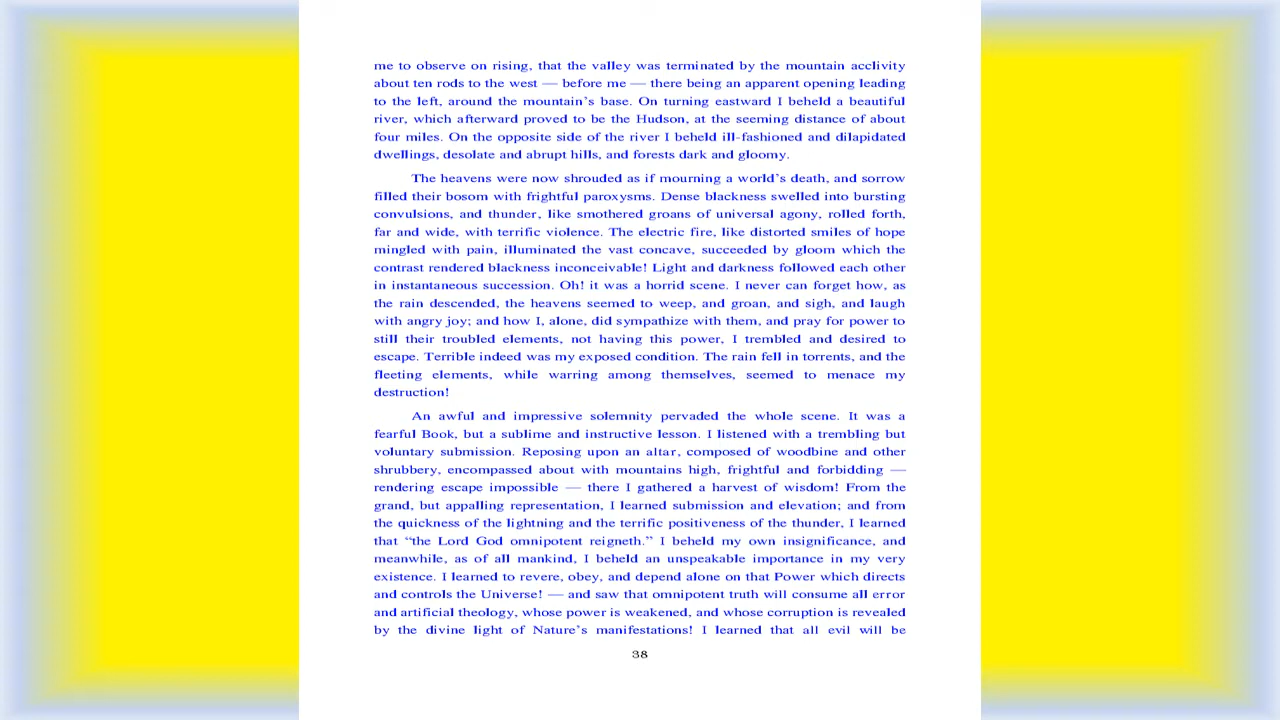 me to observe on rising, that the valley was terminated by the mountain acclivity
about ten rods to the west — before me — there being an apparent opening leading
to the left, around the mountain's base. On turning eastward I beheld a beautiful
river, which afterward proved to be the Hudson, at the seeming distance of about
four miles. On the opposite side of the river I beheld ill-fashioned and dilapidated
dwellings, desolate and abrupt hills, and forests dark and gloomy.
The heavens were now shrouded as if mourning a world's death, and sorrow
filled their bosom with frightful paroxysms. Dense blackness swelled into bursting
convulsions, and thunder, like smothered groans of universal agony, rolled forth,
far and wide, with terrific violence. The electric fire, like distorted smiles of hope
mingled with pain, illuminated the vast concave, succeeded by gloom which the
contrast rendered blackness inconceivable! Light and darkness followed each other
in instantaneous succession. Oh! it was a horrid scene. I never can forget how, as
the rain descended, the heavens seemed to weep, and groan, and sigh, and laugh
with angry joy; and how I, alone, did sympathize with them, and pray for power to
still their troubled elements, not having this power, I trembled and desired to
escape. Terrible indeed was my exposed condition. The rain fell in torrents, and the
fleeting elements, while warring among themselves, seemed to menace my
destruction!
An awful and impressive solemnity pervaded the whole scene. It was a
fearful Book, but a sublime and instructive lesson. I listened with a trembling but
voluntary submission. Reposing upon an altar, composed of woodbine and other
shrubbery, encompassed about with mountains high, frightful and forbidding —
rendering escape impossible — there I gathered a harvest of wisdom! From the
grand, but appalling representation, I learned submission and elevation; and from
the quickness of the lightning and the terrific positiveness of the thunder, I learned
that “the Lord God omnipotent reigneth.” I beheld my own insignificance, and
meanwhile, as of all mankind, I beheld an unspeakable importance in my very
existence. I learned to revere, obey, and depend alone on that Power which directs
and controls the Universe! — and saw that omnipotent truth will consume all error
and artificial theology, whose power is weakened, and whose corruption is revealed
by the divine light of Nature's manifestations! I learned that all evil will be
38